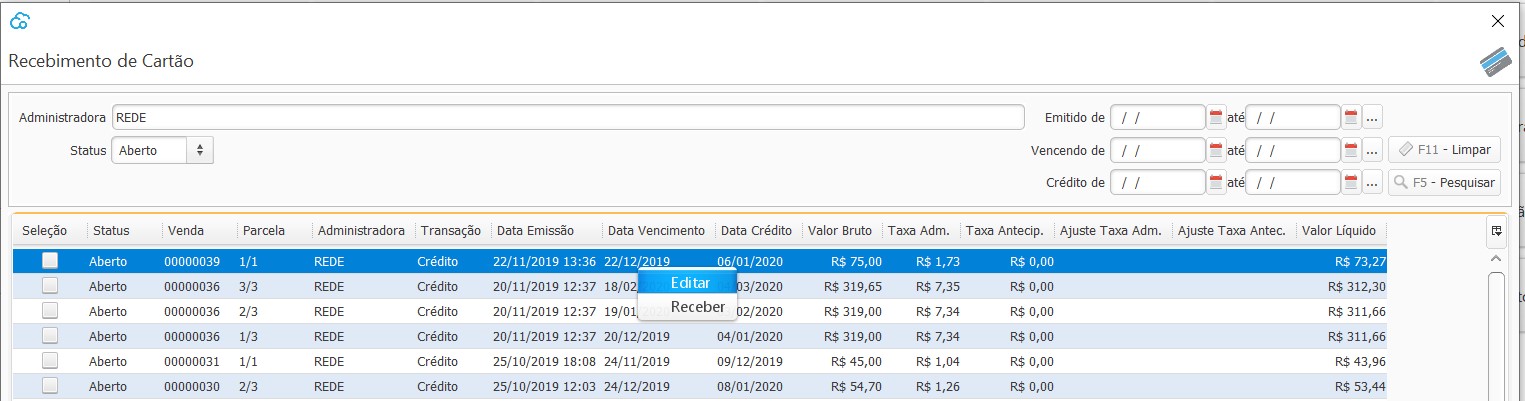 Recebimento de Cartão
Administradora REDE Emitido de / / até / / ...
Status Aberto Vencendo de / / até / / ... F11 - Limpar
Crédito de / / até / / ... F5 - Pesquisar
Seleção Status Venda Parcela Administradora Transação Data Emissão Data Vencimento Data Crédito Valor Bruto Taxa Adm. Taxa Antecip. Ajuste Taxa Adm. Ajuste Taxa Antec. Valor Líquido
Aberto 00000039 1/1 REDE Crédito 22/11/2019 13:36 22/12/2019 06/01/2020 R$ 75,00 R$ 1,73 R$ 0,00 R$ 73,27
Aberto 00000036 3/3 REDE Crédito 20/11/2019 12:37 18/02 03/2020 R$ 319,65 R$ 7,35 R$ 0,00 R$ 312,30
Editar
Aberto 00000036 2/3 REDE Crédito 20/11/2019 12:37 19/01 02/2020 R$ 319,00 R$ 7,34 R$ 0,00 R$ 311,66
Receber
Aberto 00000036 1/3 REDE Crédito 20/11/2019 12:37 20/12/2019 04/01/2020 R$ 319,00 R$ 7,34 R$ 0,00 R$ 311,66
Aberto 00000031 1/1 REDE Crédito 25/10/2019 18:08 24/11/2019 09/12/2019 R$ 45,00 R$ 1,04 R$ 0,00 R$ 43,96
Aberto 00000030 2/3 REDE Crédito 25/10/2019 12:03 24/12/2019 08/01/2020 R$ 54,70 R$ 1,26 R$ 0,00 R$ 53,44